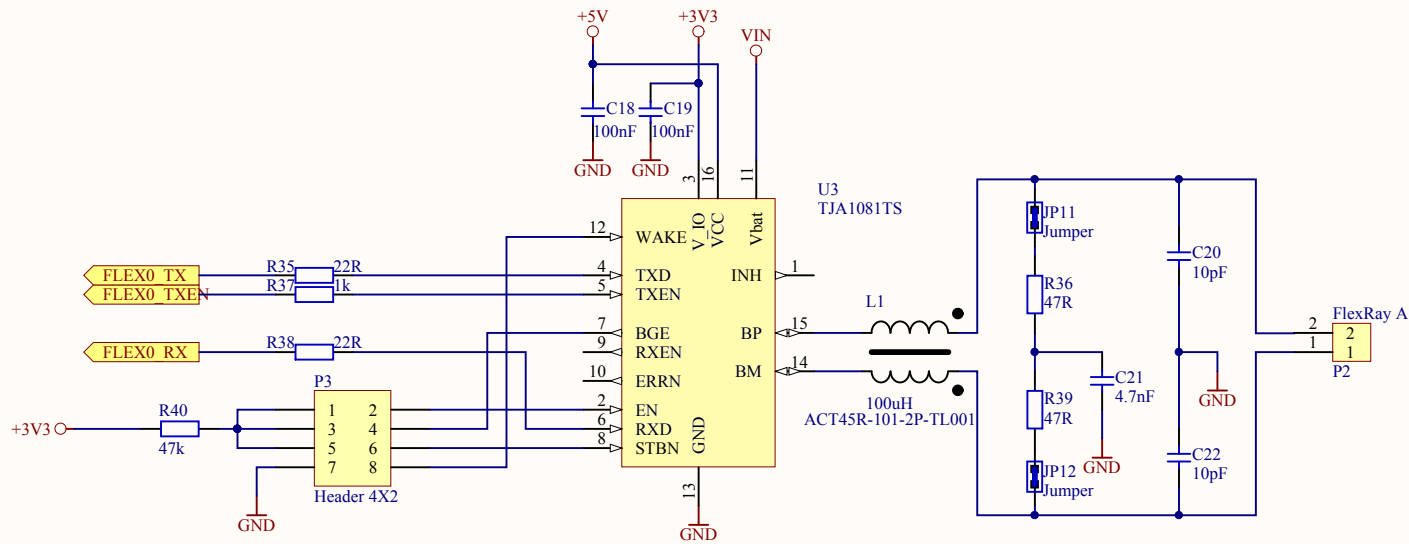 +5V
+3V3
VIN
C18
100nF
C19
100nF
GND
GND
3
16
11
U3
TJA1081TS
V_IO
VCC
Vbat
12
WAKE
FLEX0_TX
R35
22R
4
TXD
INH
1
FLEX0_TXEN
R37
1k
5
TXEN
7
BGE
BP
15
9
RXEN
FLEX0_RX
R38
22R
10
ERRN
BM
14
2
EN
6
RXD
8
STBN
GND
13
GND
L1
100uH
ACT45R-101-2P-TL001
P3
1
2
3
4
5
6
7
8
Header 4X2
+3V3
R40
47k
GND
JP11
Jumper
R36
47R
R39
47R
JP12
Jumper
C21
4.7nF
GND
C20
10pF
C22
10pF
GND
FlexRay A
2
2
1
1
P2